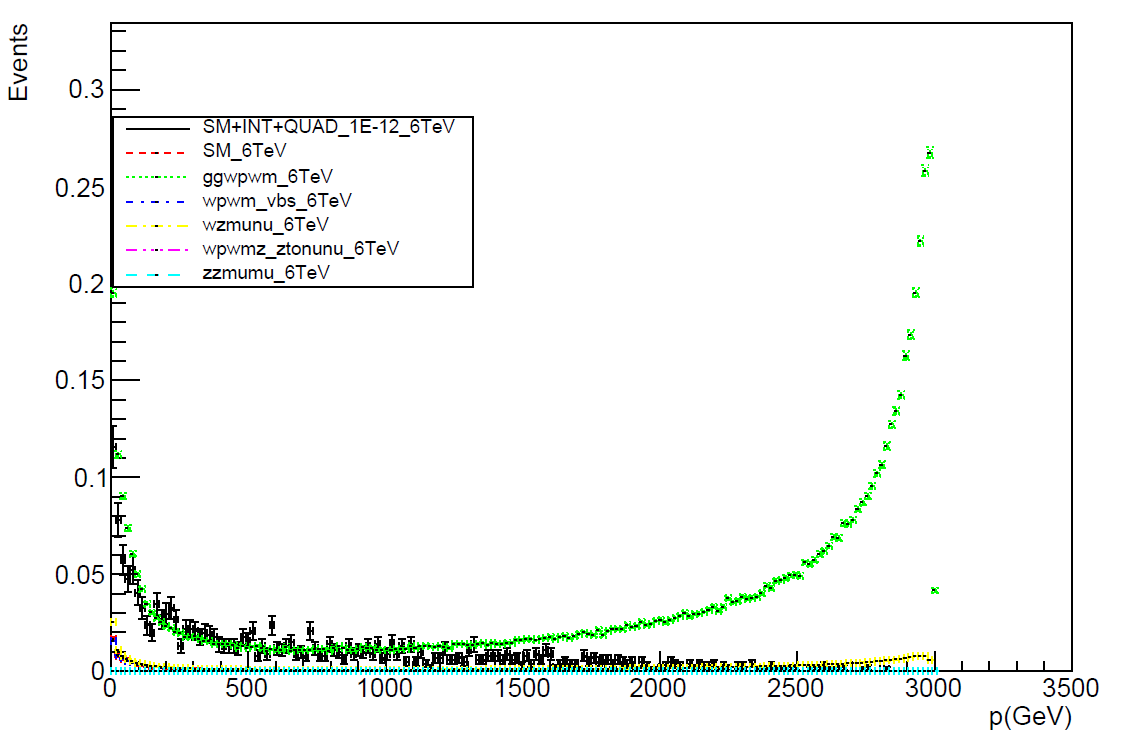 Events
0.3
0.25
0.2
0.15
0.1
0.05
0
SM+INT+QUAD_1E-12_6TeV
SM_6TeV
ggwpwm_6TeV
wpwm_vbs_6TeV
wzmunu_6TeV
wpwmz_ztonunu_6TeV
zzmumu_6TeV
0 500 1000 1500 2000 2500 3000 3500
p(GeV)